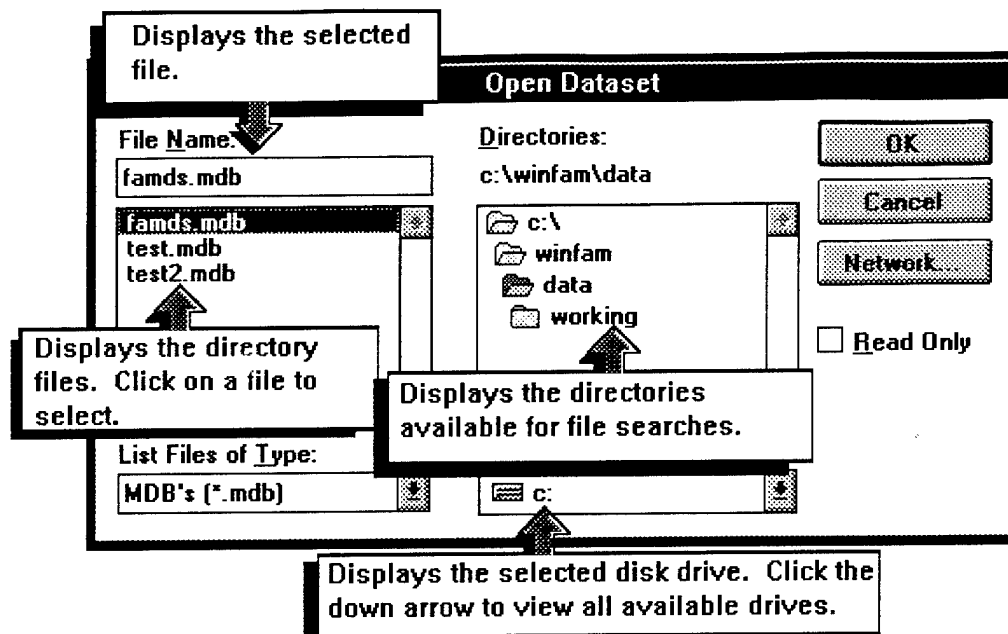 Displays the selected
file.
Open Dataset
File Name:
famds.mdb
famds.mdb
test.mdb
test2.mdb
Displays the directory
files. Click on a file to
select.
List Files of Type:
MDB's (*.mdb)
Directories:
c:\winfam\data
c:\
winfam
data
working
Displays the directories
available for file searches.
c:
Displays the selected disk drive. Click the
down arrow to view all available drives.
OK
Cancel
Network...
Read Only